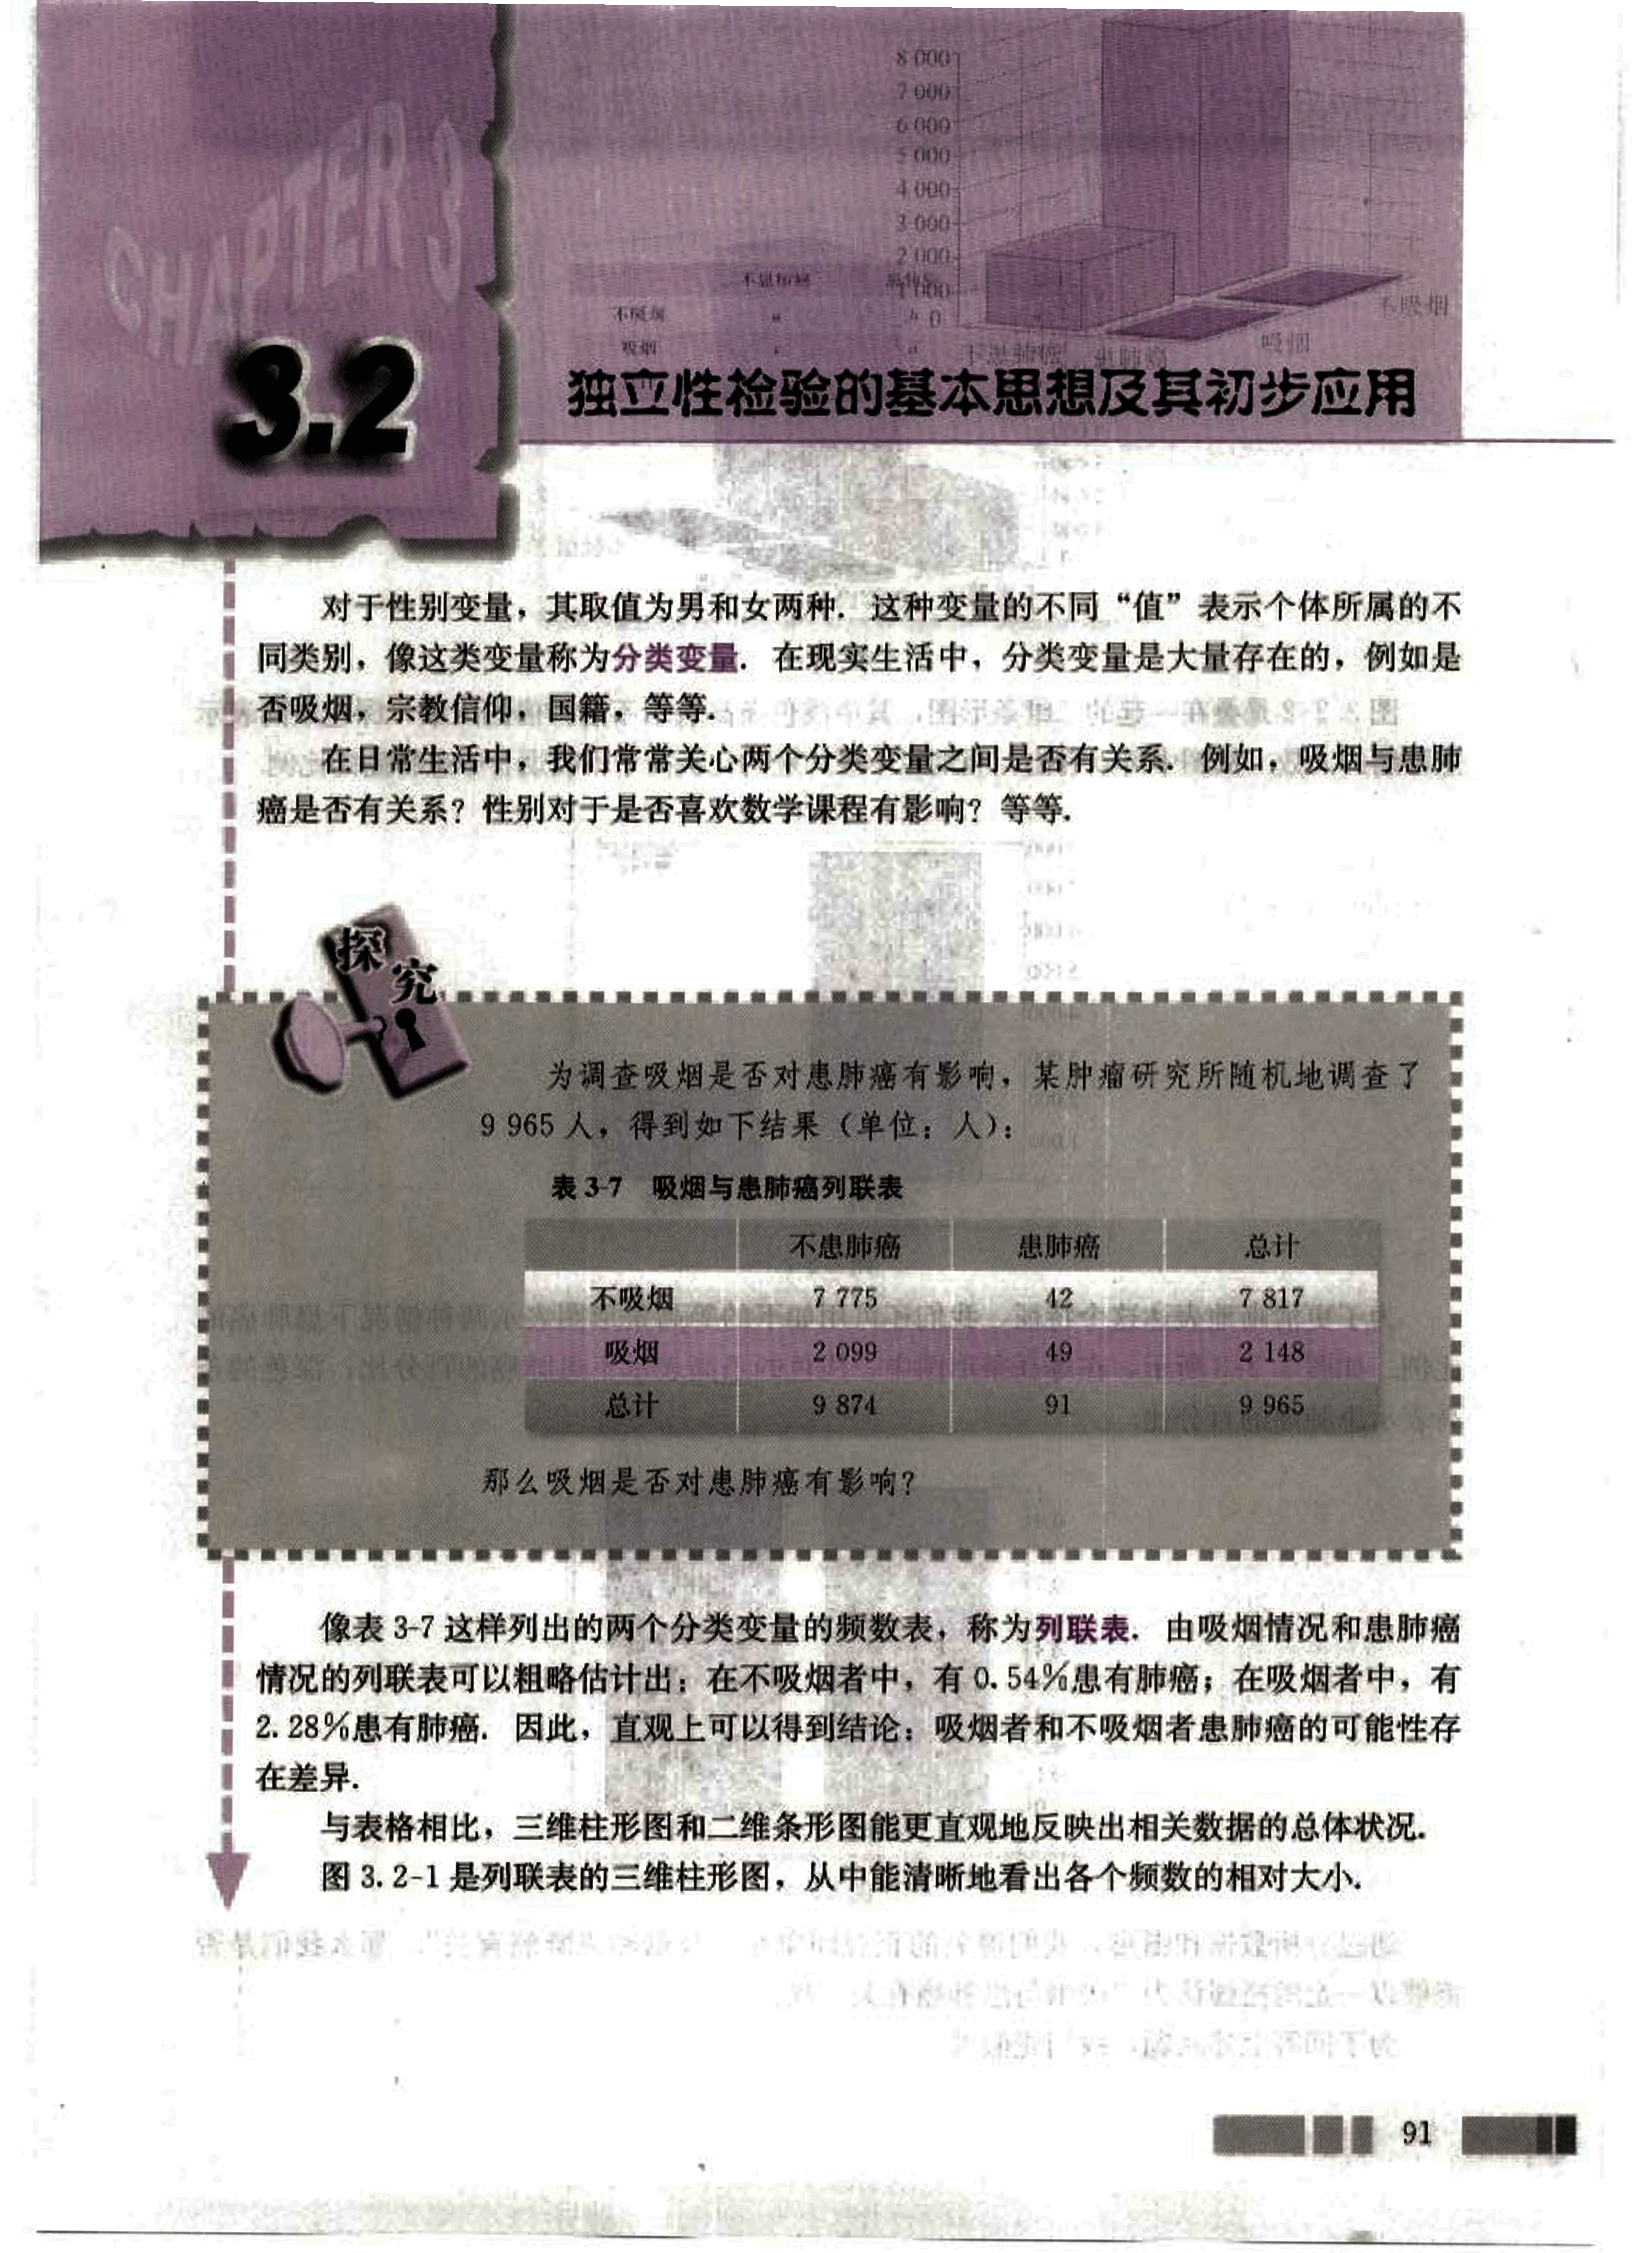 8 000
7 000
6 000
5 000
4 000
3 000
2 000
1 000
0
不吸烟
吸烟
不吸烟
吸烟
CHAPTER 3
3.2
独立性检验的基本思想及其初步应用
对于性别变量，其取值为男和女两种．这种变量的不同“值”表示个体所属的不
同类别，像这类变量称为分类变量．在现实生活中，分类变量是大量存在的，例如是
否吸烟，宗教信仰，国籍，等等．
在日常生活中，我们常常关心两个分类变量之间是否有关系．例如，吸烟与患肺
癌是否有关系？性别对于是否喜欢数学课程有影响？等等．
探究
为调查吸烟是否对患肺癌有影响，某肿瘤研究所随机地调查了
9 965 人，得到如下结果（单位：人）：
表 3-7 吸烟与患肺癌列联表
不患肺癌 患肺癌 总计
不吸烟 7 775 42 7 817
吸烟 2 099 49 2 148
总计 9 874 91 9 965
那么吸烟是否对患肺癌有影响？
像表 3-7 这样列出的两个分类变量的频数表，称为列联表．由吸烟情况和患肺癌
情况的列联表可以粗略估计出：在不吸烟者中，有 0.54%患有肺癌；在吸烟者中，有
2.28%患有肺癌．因此，直观上可以得到结论：吸烟者和不吸烟者患肺癌的可能性存
在差异．
与表格相比，三维柱形图和二维条形图能更直观地反映出相关数据的总体状况．
图 3.2-1 是列联表的三维柱形图，从中能清晰地看出各个频数的相对大小．
91